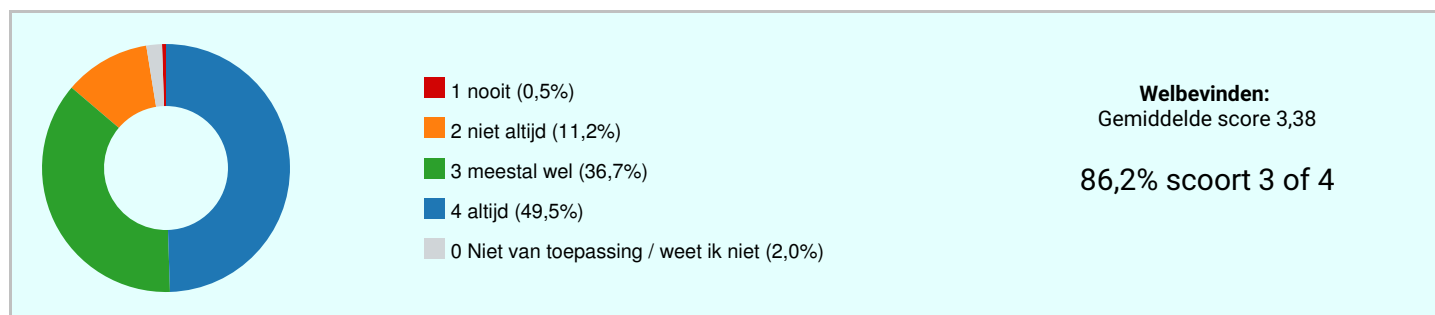 1 nooit (0,5%)
2 niet altijd (11,2%)
3 meestal wel (36,7%)
4 altijd (49,5%)
0 Niet van toepassing / weet ik niet (2,0%)
Welbevinden:
Gemiddelde score 3,38
86,2% scoort 3 of 4